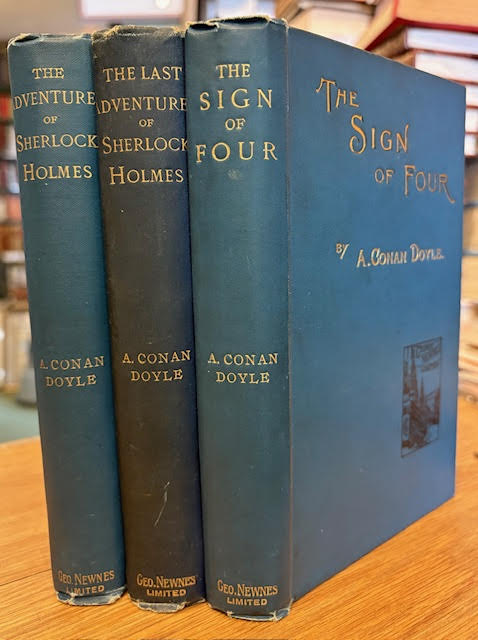 THE
ADVENTURE
OF
SHERLOCK
HOLMES
A. CONAN
DOYLE
GEO. NEWNES
LIMITED
THE LAST
ADVENTURE
OF
SHERLOCK
HOLMES
A. CONAN
DOYLE
GEO. NEWNES
LIMITED
THE
SIGN
OF
FOUR
A. CONAN
DOYLE
GEO. NEWNES
LIMITED
THE
SIGN
OF FOUR
BY A. CONAN DOYLE.